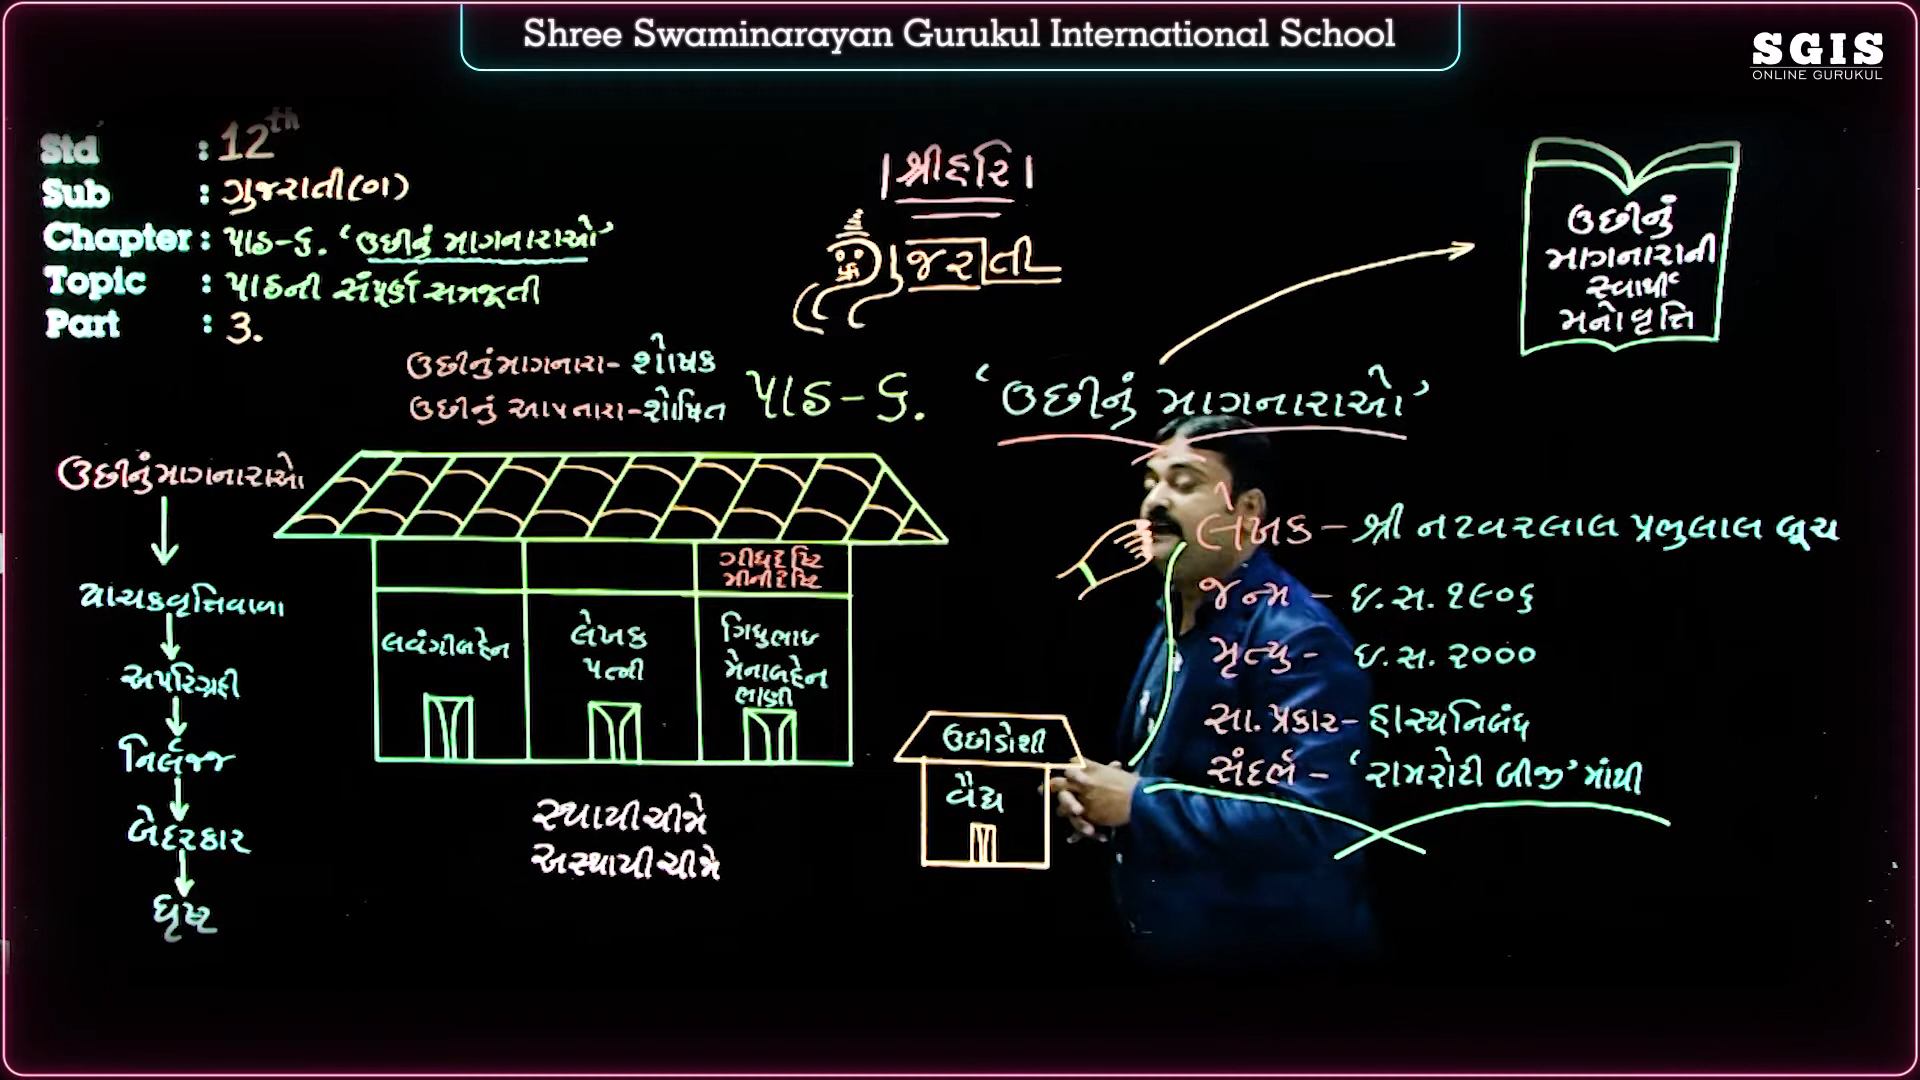 Shree Swaminarayan Gurukul International School
SGIS
ONLINE GURUKUL
Std : 12th
Sub : ગુજરાતી(૦૧)
Chapter : પાઠ-૬. ‘ઉછીનું માગનારાઓ’
Topic : પાઠની સંપૂર્ણ સમજૂતી
Part : 3.
|શ્રીહરિ|
ગુજરાતી
ઉછીનું
માગનારાની
સ્વાર્થી
મનોવૃત્તિ
ઉછીનુંમાગનારા- શોષક
ઉછીનું આપનારા-શોષિત
પાઠ-૬. ‘ઉછીનું માગનારાઓ’
ઉછીનુંમાગનારાઓ
યાચકવૃત્તિવાળા
અપરિગ્રહી
નિર્લજ્જ
બેદરકાર
ધૃષ્ટ
ગીધદૃષ્ટિ
મીનીદૃષ્ટિ
લવંગીબહેન
લેખક
પત્ની
ગિધુભાઇ
મેનાબહેન
ભાણી
સ્થાયીચીજો
અસ્થાયીચીજો
ઉછીડોશી
વૈદ્ય
લેખક - શ્રી નટવરલાલ પ્રભુલાલ બૂચ
જન્મ - ઇ.સ.૧૯૦૬
મૃત્યુ - ઇ.સ.૨૦૦૦
સા.પ્રકાર- હાસ્યનિબંધ
સંદર્ભ - ‘રામરોટી બીજી’માંથી